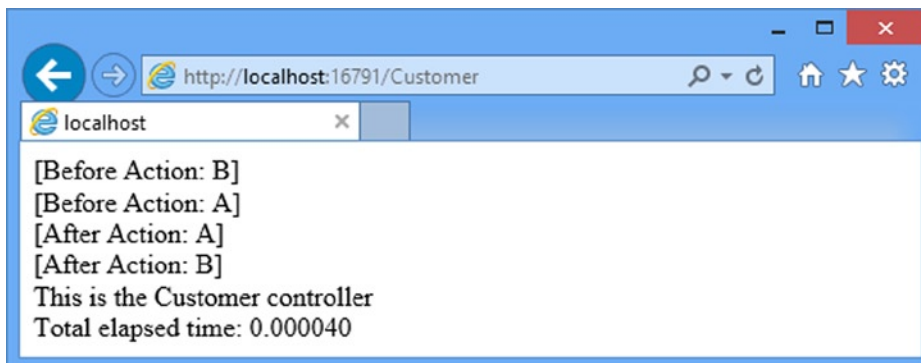 http://localhost:16791/Customer
localhost
[Before Action: B]
[Before Action: A]
[After Action: A]
[After Action: B]
This is the Customer controller
Total elapsed time: 0.000040